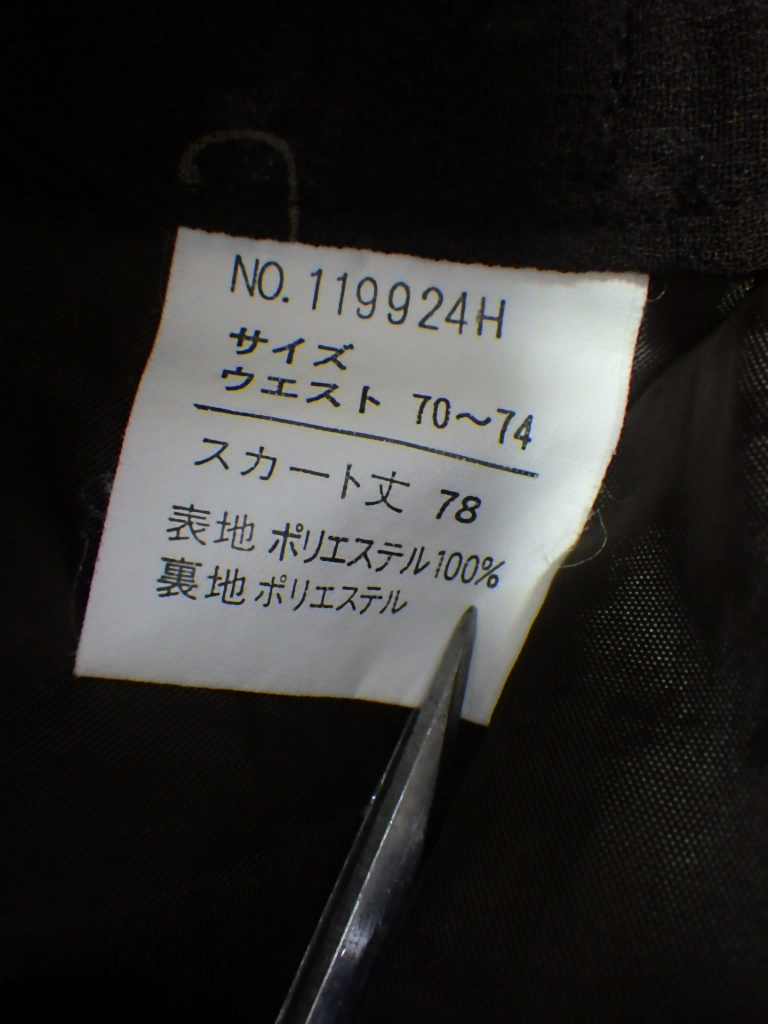 NO.119924H
サイズ
ウエスト 70〜74
スカート丈 78
表地 ポリエステル100%
裏地 ポリエステル